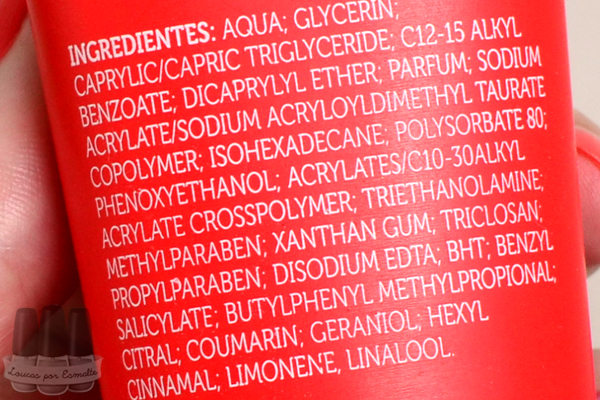 INGREDIENTES: AQUA; GLYCERIN;
CAPRYLIC/CAPRIC TRIGLYCERIDE; C12-15 ALKYL
BENZOATE; DICAPRYLYL ETHER; PARFUM; SODIUM
ACRYLATE/SODIUM ACRYLOYLDIMETHYL TAURATE
COPOLYMER; ISOHEXADECANE; POLYSORBATE 80;
PHENOXYETHANOL; ACRYLATES/C10-30ALKYL
ACRYLATE CROSSPOLYMER; TRIETHANOLAMINE;
METHYLPARABEN; XANTHAN GUM; TRICLOSAN;
PROPYLPARABEN; DISODIUM EDTA; BHT; BENZYL
SALICYLATE; BUTYLPHENYL METHYLPROPIONAL;
CITRAL; COUMARIN; GERANIOL; HEXYL
CINNAMAL; LIMONENE, LINALOOL.
Loucas por Esmalte